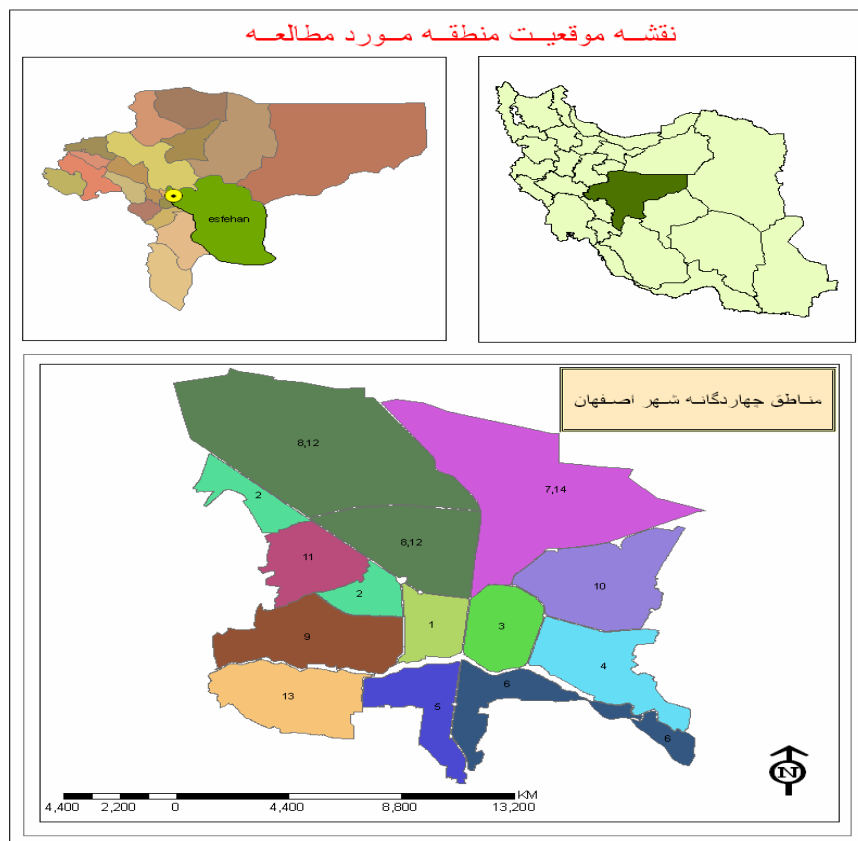 نقشه موقعیت منطقه مورد مطالعه
esfehan
مناطق چهاردگانه شهر اصفهان
8,12
7,14
2
8,12
11
10
2
1
3
9
4
6
13
5
6
N
KM
4,400 2,200 0 4,400 8,800 13,200